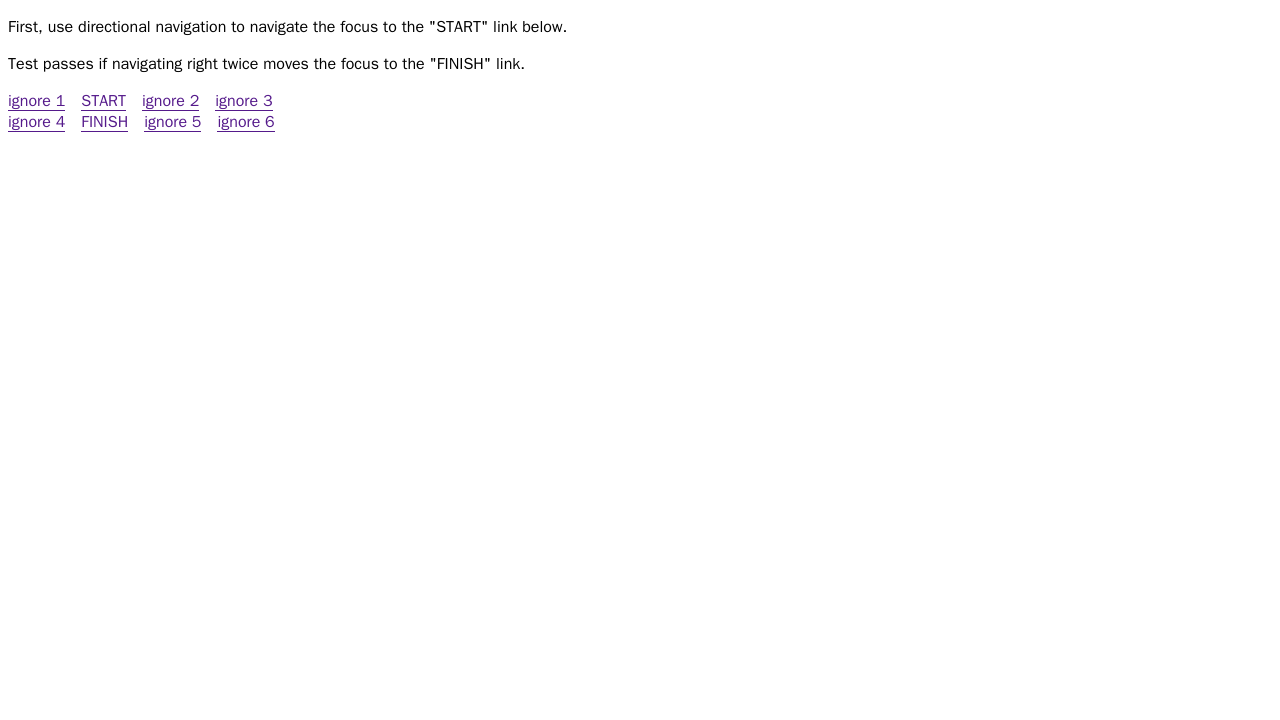 First, use directional navigation to navigate the focus to the "START" link below.
Test passes if navigating right twice moves the focus to the "FINISH" link.
ignore 1 START ignore 2 ignore 3
ignore 4 FINISH ignore 5 ignore 6